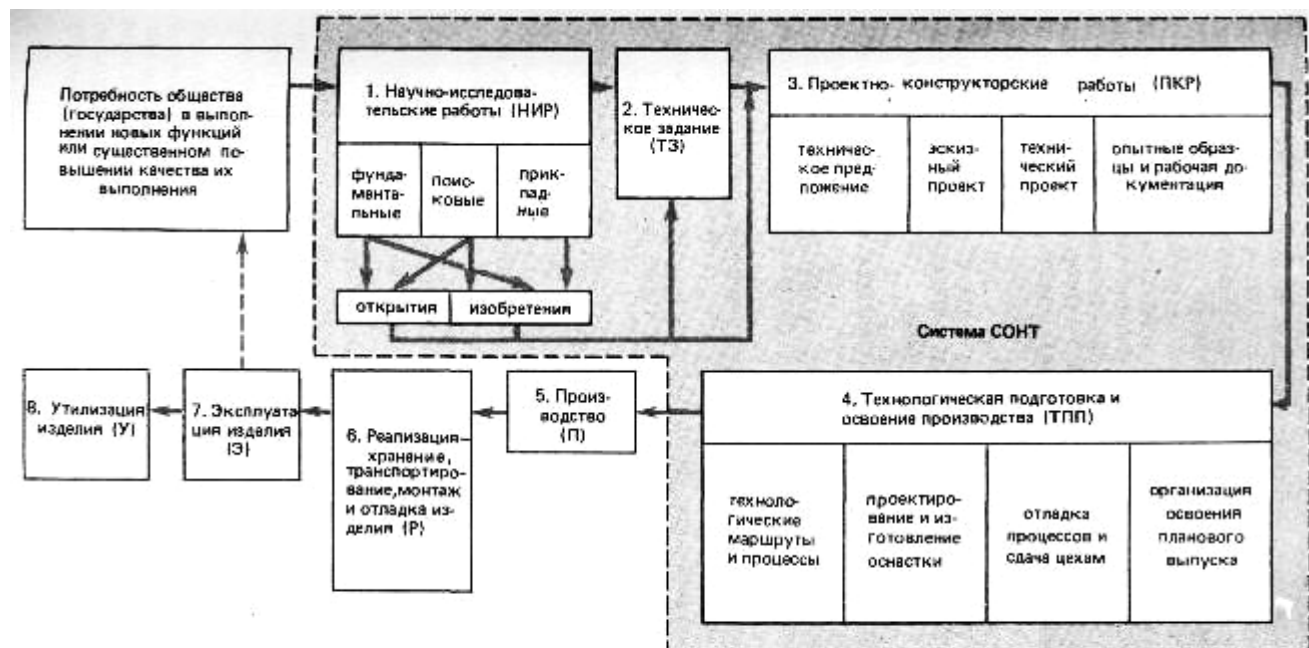 Потребность общества
(государства) в выпол-
нении новых функций
или существенном по-
вышении качества их
выполнения
1. Научно-исследова-
тельские работы (НИР)
фунда-
мента-
льные
поис-
ковые
прик-
лад-
ные
открытия
изобретения
2. Техничес-
кое задание
(ТЗ)
3. Проектно- конструкторские работы (ПКР)
техничес-
кое пред-
ложение
эскиз-
ный
проект
техни-
ческий
проект
опытные образ-
цы и рабочая до-
кументация
Система СОНТ
4. Технологическая подготовка и
освоение производства (ТПП)
техноло-
гические
маршруты
и процессы
проектиро-
вание и из-
готовление
оснастки
отладка
процессов и
сдача цехам
организация
освоения
планового
выпуска
5. Произ-
водство
(П)
6. Реализация—
хранение,
транспортиро-
вание, монтаж
и отладка из-
делия (Р)
7. Эксплуата
ция изделия
(Э)
8. Утилизация
изделия (У)